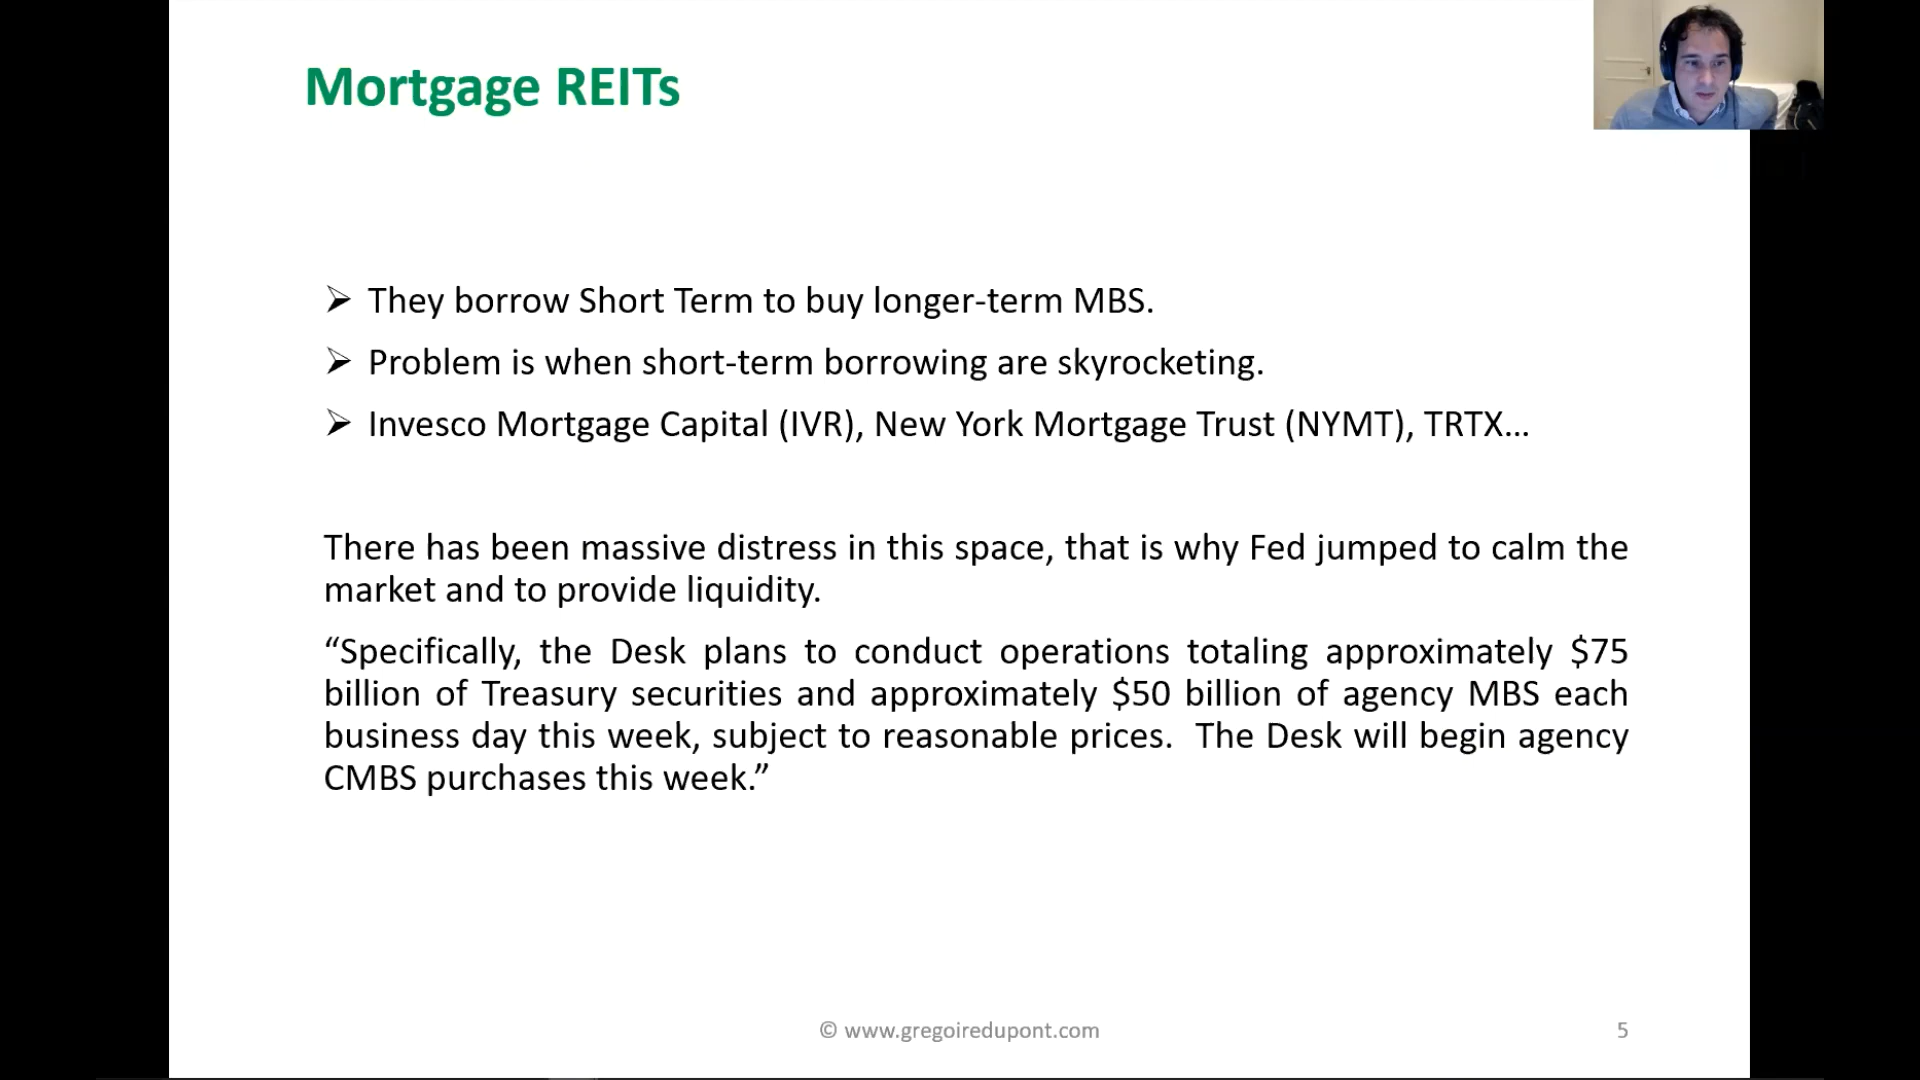 Mortgage REITs
➢ They borrow Short Term to buy longer-term MBS.
➢ Problem is when short-term borrowing are skyrocketing.
➢ Invesco Mortgage Capital (IVR), New York Mortgage Trust (NYMT), TRTX…
There has been massive distress in this space, that is why Fed jumped to calm the
market and to provide liquidity.
“Specifically, the Desk plans to conduct operations totaling approximately $75
billion of Treasury securities and approximately $50 billion of agency MBS each
business day this week, subject to reasonable prices.  The Desk will begin agency
CMBS purchases this week.”
© www.gregoiredupont.com
5